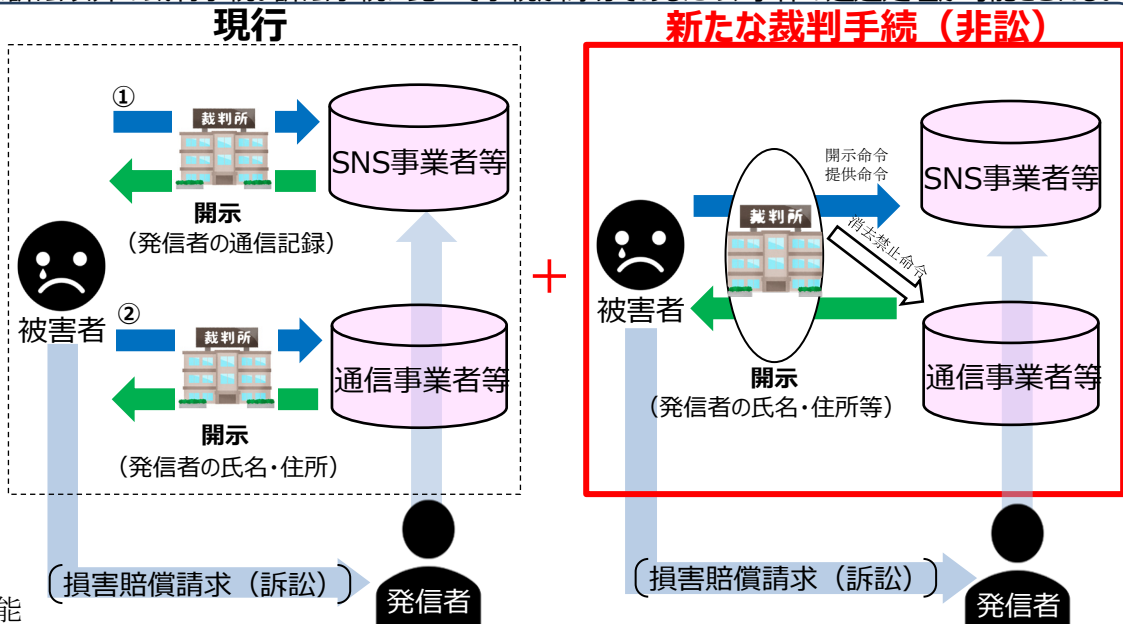 現行
①
裁判所
SNS事業者等
開示
(発信者の通信記録)
被害者
②
裁判所
通信事業者等
開示
(発信者の氏名・住所)
損害賠償請求(訴訟)
発信者
能
+
新たな裁判手続(非訟)
開示命令
提供命令
SNS事業者等
裁判所
消去禁止命令
被害者
通信事業者等
開示
(発信者の氏名・住所等)
損害賠償請求(訴訟)
発信者